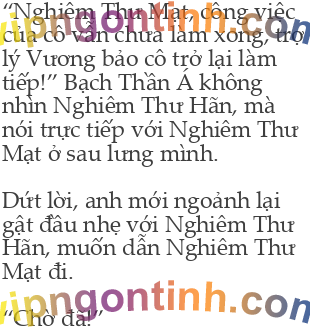 “Nghiêm Thư Mạt, công việc
của cô vẫn chưa làm xong, trợ
lý Vương bảo cô trở lại làm
tiếp!” Bạch Thần Á không
nhìn Nghiêm Thư Hãn, mà
nói trực tiếp với Nghiêm Thư
Mạt ở sau lưng mình.
Dứt lời, anh mới ngoảnh lại
gật đầu nhẹ với Nghiêm Thư
Hãn, muốn dẫn Nghiêm Thư
Mạt đi.
vipngontinh.com
“Chờ đã!”
vipngontinh.com